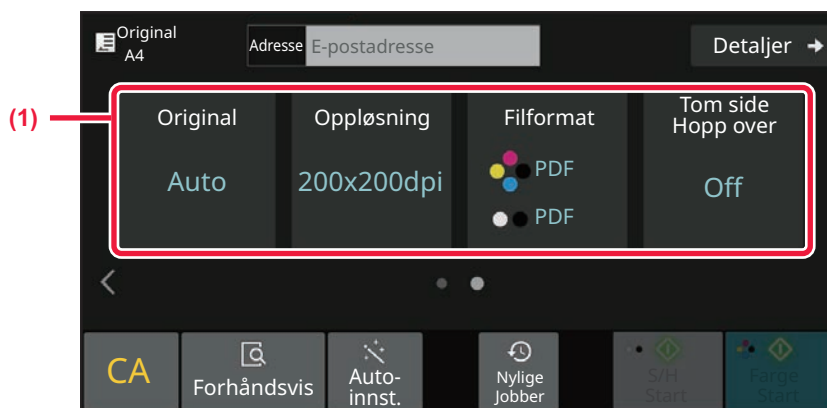 Original
A4
Adresse E-postadresse
Detaljer
(1)
Original
Oppløsning
Filformat
Tom side
Hopp over
Auto
200x200dpi
PDF
PDF
Off
CA
Forhåndsvis
Auto-
innst.
Nylige
Jobber
S/H
Start
Farge
Start